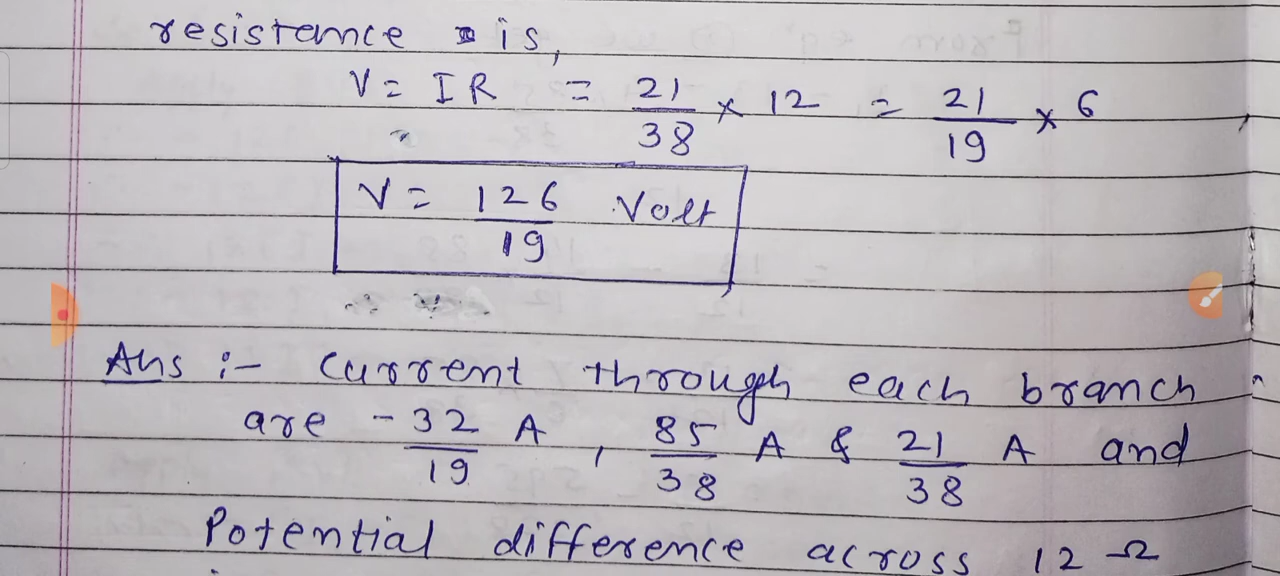 resistance is,
V = IR = 21/38 × 12 = 21/19 × 6
V = 126/19 Volt
Ans :- Current through each branch
are -32/19 A, 85/38 A & 21/38 A and
Potential difference across 12 Ω